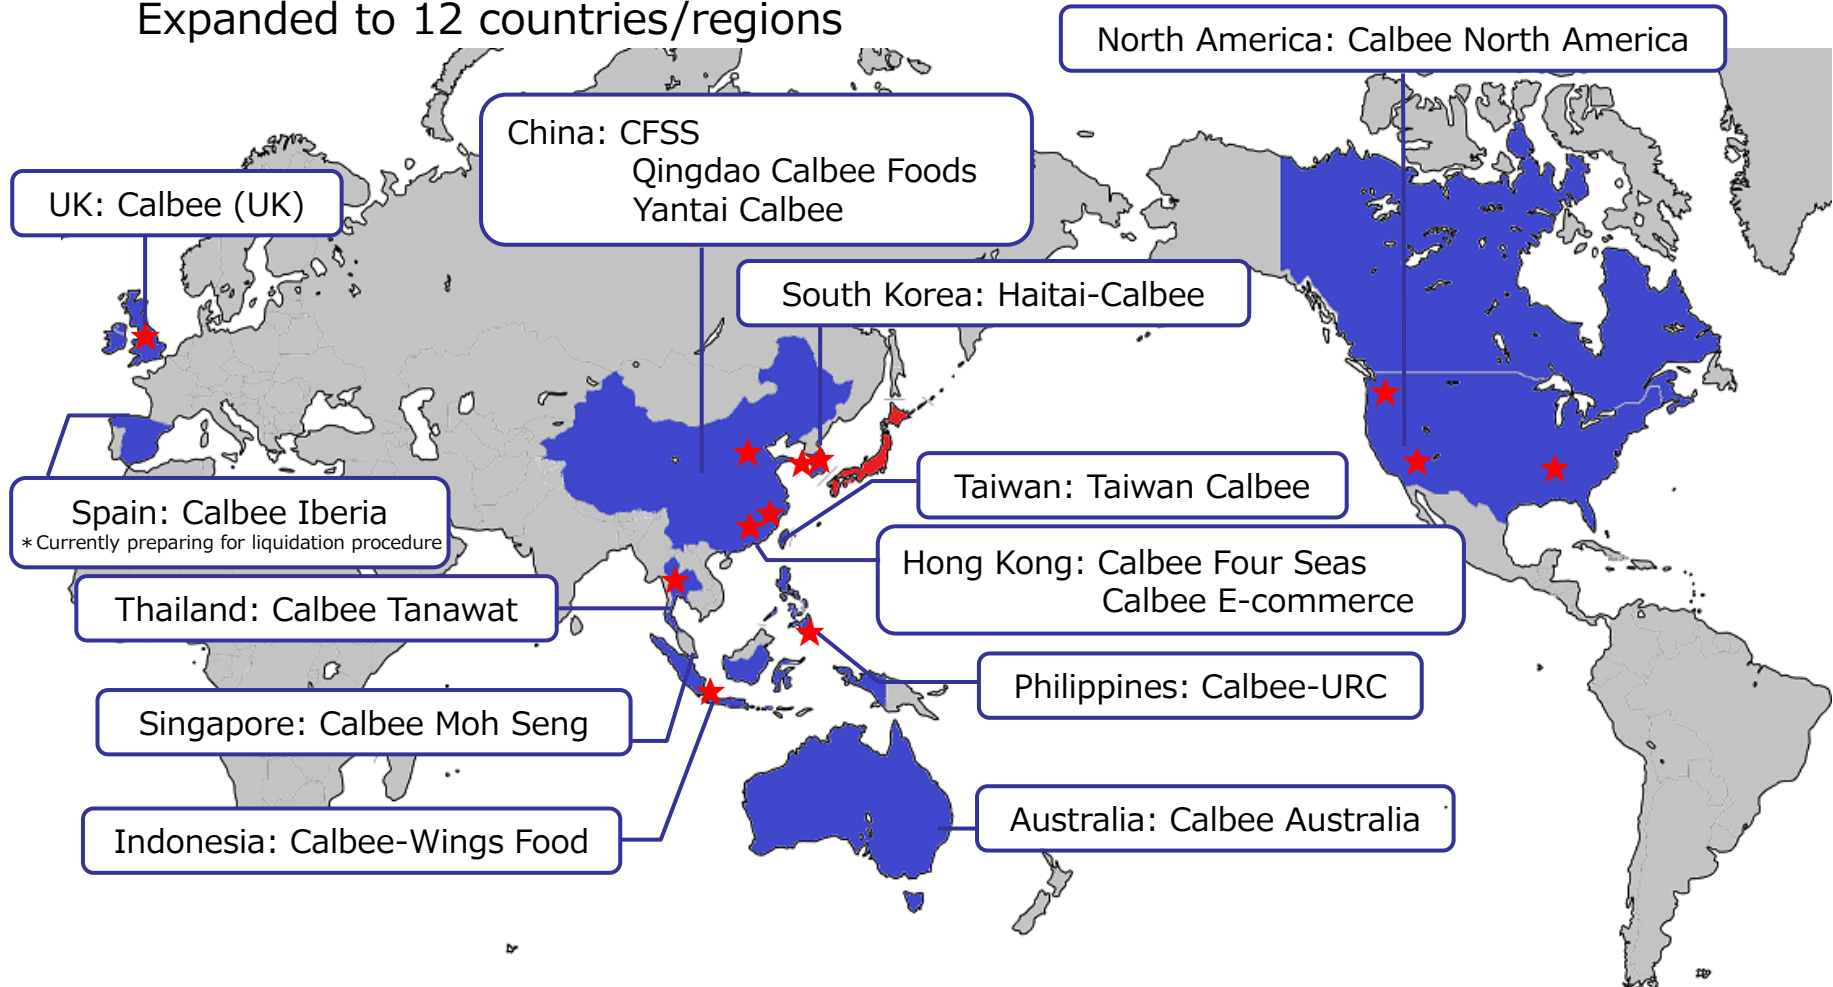 Expanded to 12 countries/regions
North America: Calbee North America
China: CFSS
Qingdao Calbee Foods
Yantai Calbee
UK: Calbee (UK)
South Korea: Haitai-Calbee
Spain: Calbee Iberia
*Currently preparing for liquidation procedure
Taiwan: Taiwan Calbee
Hong Kong: Calbee Four Seas
Calbee E-commerce
Thailand: Calbee Tanawat
Philippines: Calbee-URC
Singapore: Calbee Moh Seng
Australia: Calbee Australia
Indonesia: Calbee-Wings Food